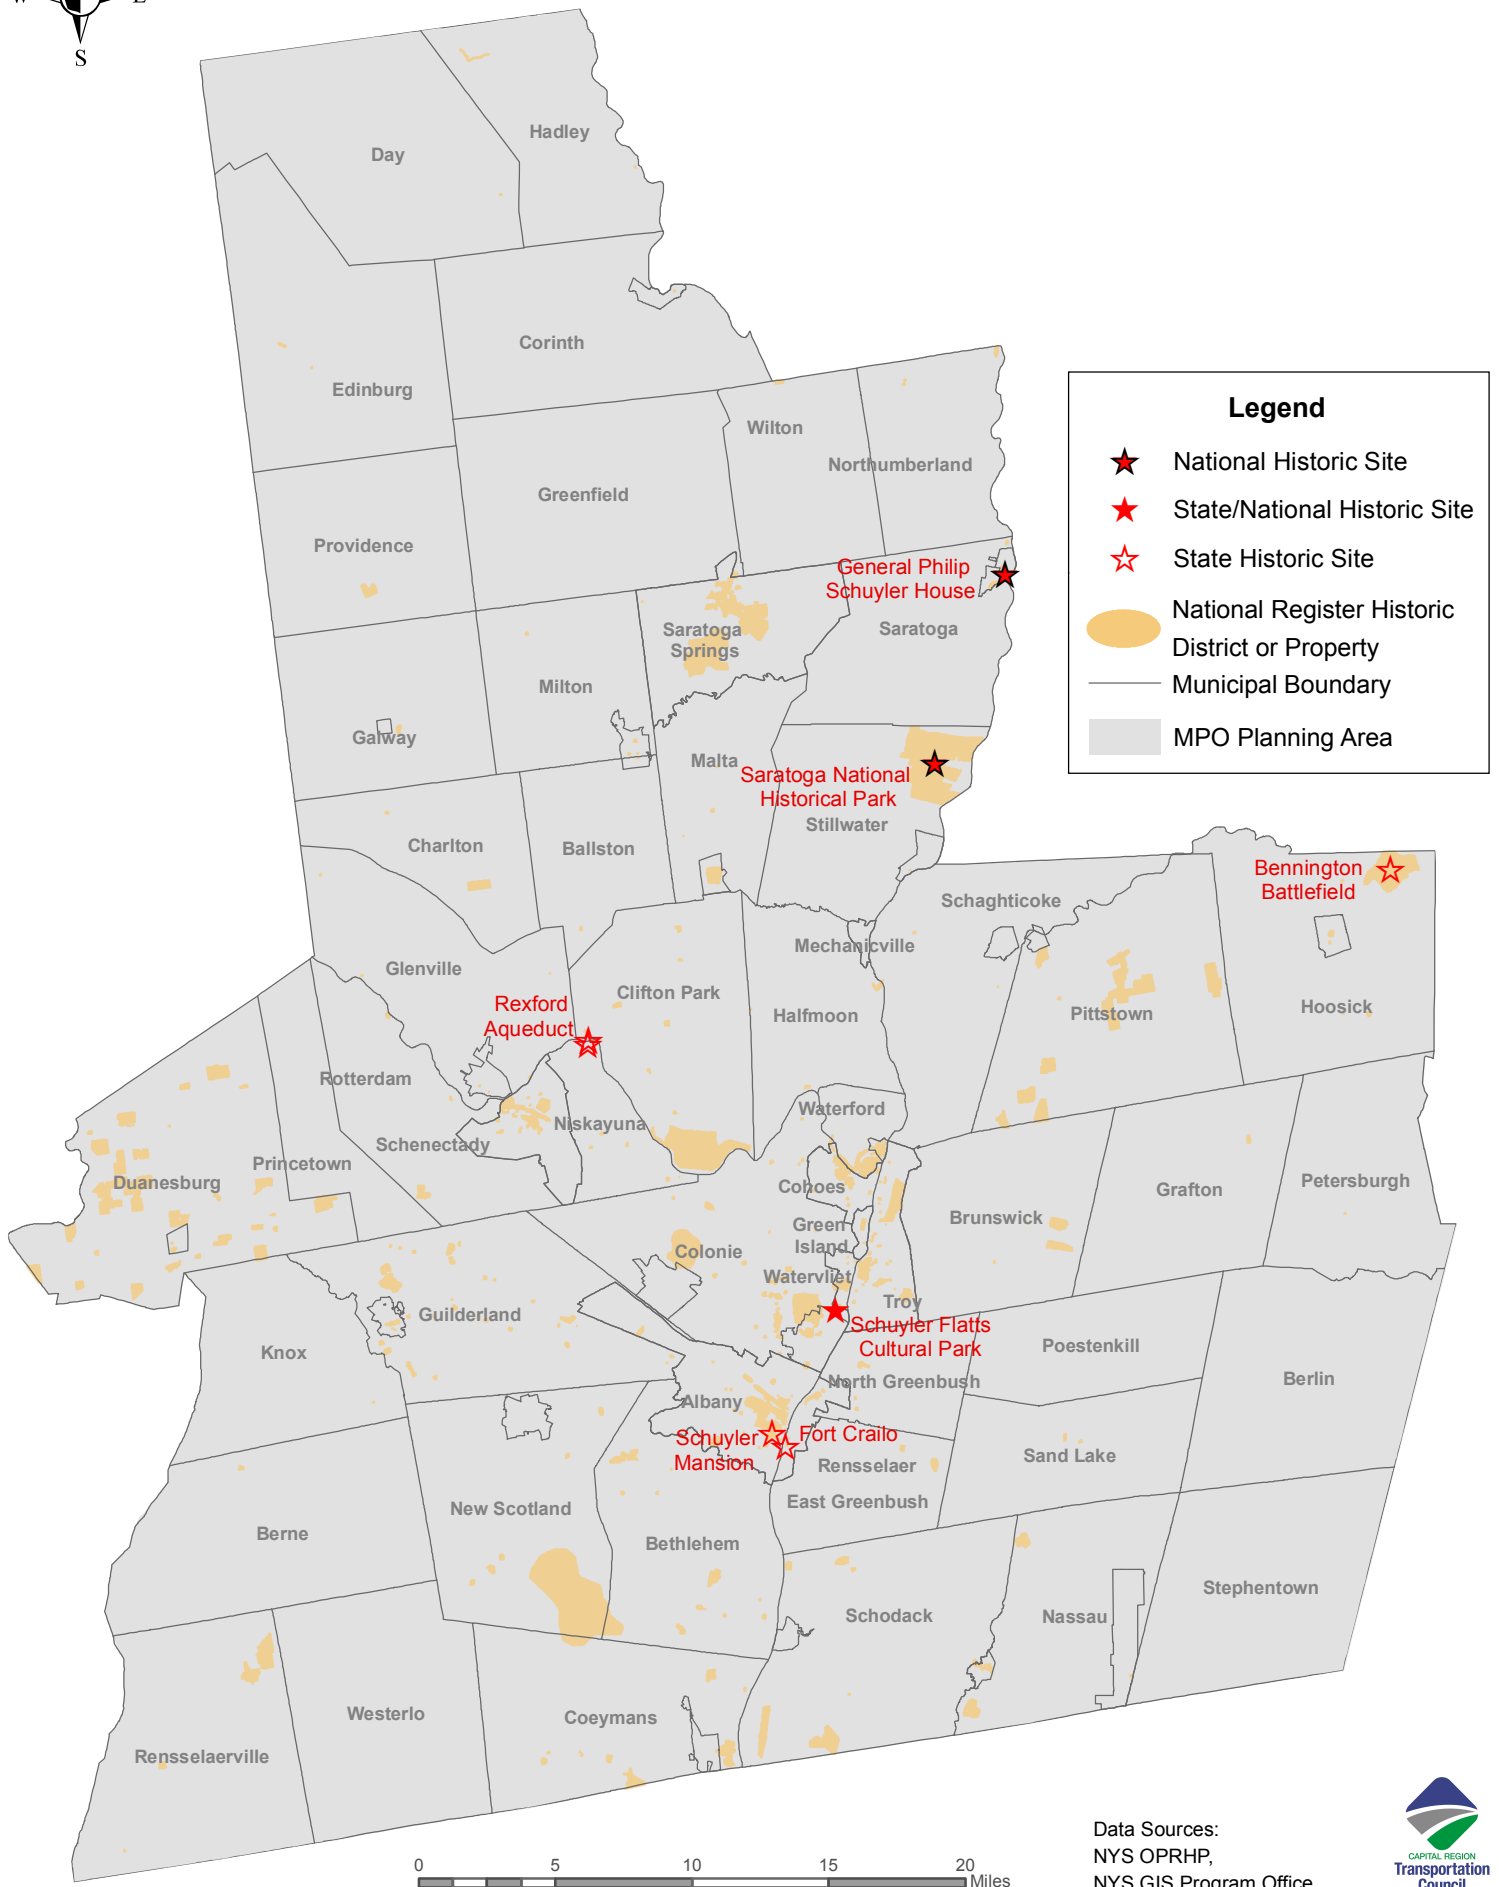 W
E
S
Hadley
Day
Corinth
Edinburg
Wilton
Northumberland
Greenfield
Providence
General Philip
Schuyler House
Saratoga
Springs
Saratoga
Milton
Galway
Malta
Saratoga National
Historical Park
Stillwater
Charlton
Ballston
Bennington
Battlefield
Schaghticoke
Mechanicville
Glenville
Clifton Park
Halfmoon
Pittstown
Hoosick
Rexford
Aqueduct
Rotterdam
Waterford
Niskayuna
Schenectady
Princetown
Duanesburg
Cohoes
Grafton
Petersburgh
Brunswick
Green
Island
Colonie
Watervliet
Troy
Guilderland
Schuyler Flatts
Cultural Park
Poestenkill
Knox
North Greenbush
Berlin
Albany
Schuyler
Mansion
Fort Crailo
Rensselaer
Sand Lake
East Greenbush
New Scotland
Berne
Bethlehem
Stephentown
Schodack
Nassau
Westerlo
Coeymans
Rensselaerville
Legend
National Historic Site
State/National Historic Site
State Historic Site
National Register Historic
District or Property
Municipal Boundary
MPO Planning Area
0 5 10 15 20
Miles
Data Sources:
NYS OPRHP,
NYS GIS Program Office
CAPITAL REGION
Transportation
Council